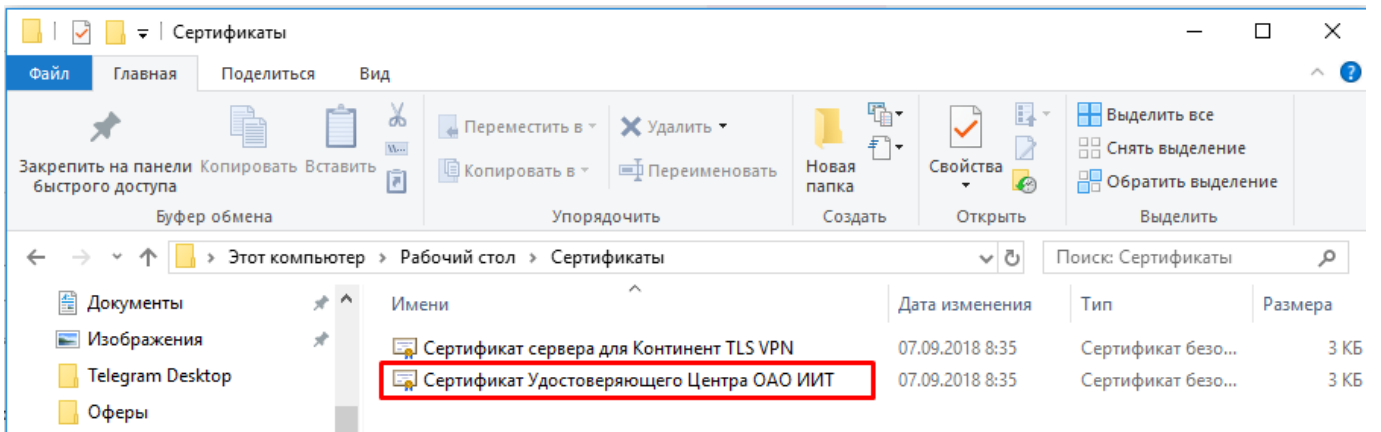 Сертификаты
Файл Главная Поделиться Вид
Закрепить на панели быстрого доступа
Копировать
Вставить
Буфер обмена
Переместить в
Копировать в
Удалить
Переименовать
Упорядочить
Новая папка
Создать
Свойства
Открыть
Выделить все
Снять выделение
Обратить выделение
Выделить
Этот компьютер > Рабочий стол > Сертификаты
Поиск: Сертификаты
Документы
Изображения
Telegram Desktop
Оферы
Имени Дата изменения Тип Размера
Сертификат сервера для Континент TLS VPN 07.09.2018 8:35 Сертификат безо... 3 КБ
Сертификат Удостоверяющего Центра ОАО ИИТ 07.09.2018 8:35 Сертификат безо... 3 КБ